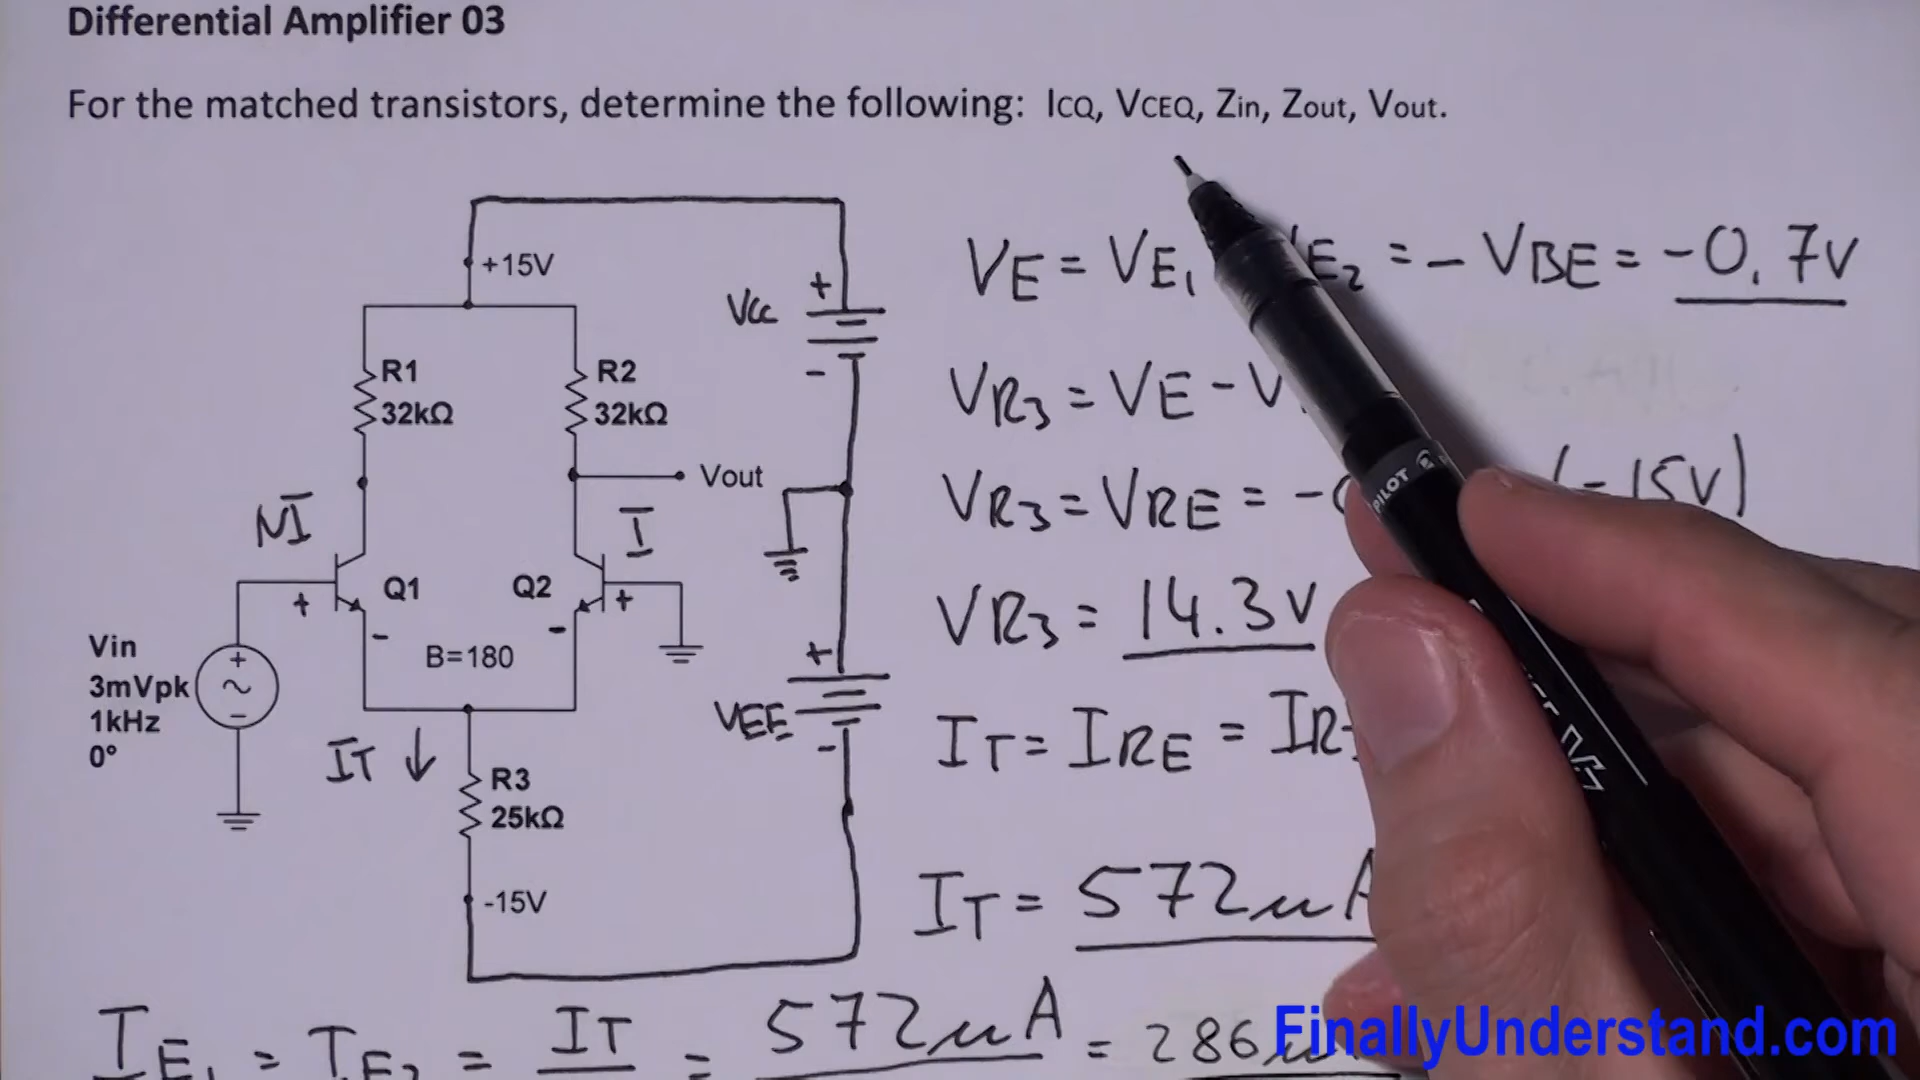 Differential Amplifier 03
For the matched transistors, determine the following: ICQ, VCEQ, Zin, Zout, Vout.
+15V
Vcc
+
-
R1
32kΩ
R2
32kΩ
Vout
NI
I
Q1
Q2
+
-
-
+
B=180
Vin
3mVpk
1kHz
0°
+
-
IT ↓
R3
25kΩ
-15V
VEE
+
-
VE = VE1 E2 = - VBE = -0.7V
VR3 = VE - V
VR3 = VRE = - (-15V)
VR3 = 14.3V
IT = IRE = IR
IT = 572uA
IE1 = IE2 = IT = 572uA = 286
PILOT
FinallyUnderstand.com